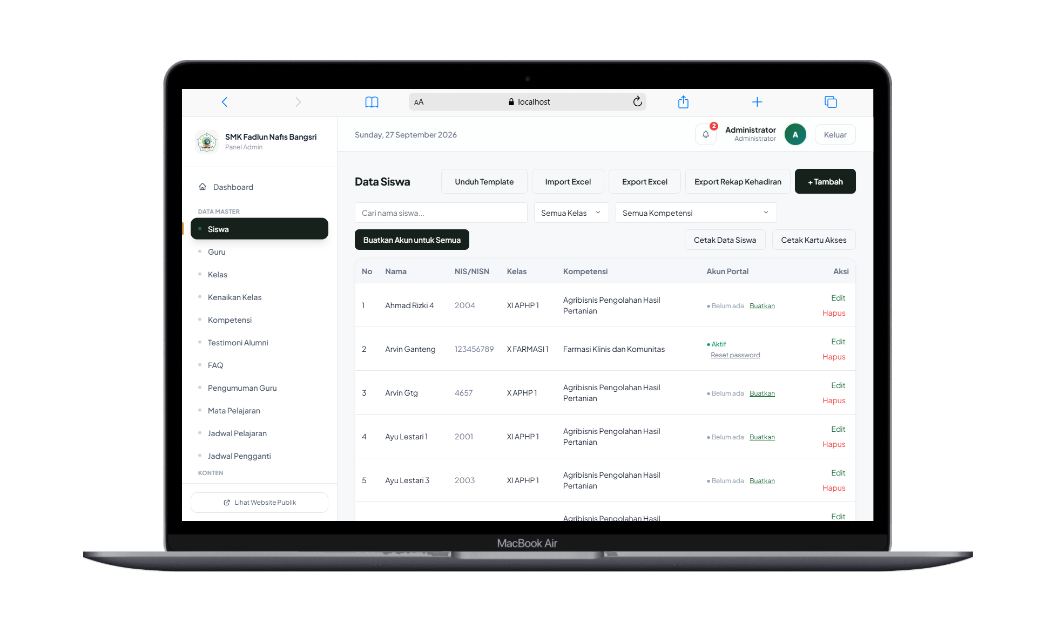 AA localhost
SMK Fadlun Nafis Bangsri
Panel Admin
Sunday, 27 September 2026
2
Administrator
Administrator
A
Keluar
Dashboard
DATA MASTER
Siswa
Guru
Kelas
Kenaikan Kelas
Kompetensi
Testimoni Alumni
FAQ
Pengumuman Guru
Mata Pelajaran
Jadwal Pelajaran
Jadwal Pengganti
KONTEN
Lihat Website Publik
Data Siswa
Unduh Template
Import Excel
Export Excel
Export Rekap Kehadiran
+ Tambah
Cari nama siswa...
Semua Kelas
Semua Kompetensi
Buatkan Akun untuk Semua
Cetak Data Siswa
Cetak Kartu Akses
No Nama NIS/NISN Kelas Kompetensi Akun Portal Aksi
1 Ahmad Rizki 4 2004 XI APHP 1 Agribisnis Pengolahan Hasil Pertanian Belum ada Buatkan Edit Hapus
2 Arvin Ganteng 123456789 X FARMASI 1 Farmasi Klinis dan Komunitas Aktif Reset password Edit Hapus
3 Arvin Gtg 4657 X APHP 1 Agribisnis Pengolahan Hasil Pertanian Belum ada Buatkan Edit Hapus
4 Ayu Lestari 1 2001 XI APHP 1 Agribisnis Pengolahan Hasil Pertanian Belum ada Buatkan Edit Hapus
5 Ayu Lestari 3 2003 XI APHP 1 Agribisnis Pengolahan Hasil Pertanian Belum ada Buatkan Edit Hapus
Agribisnis Pengolahan Hasil Edit
MacBook Air